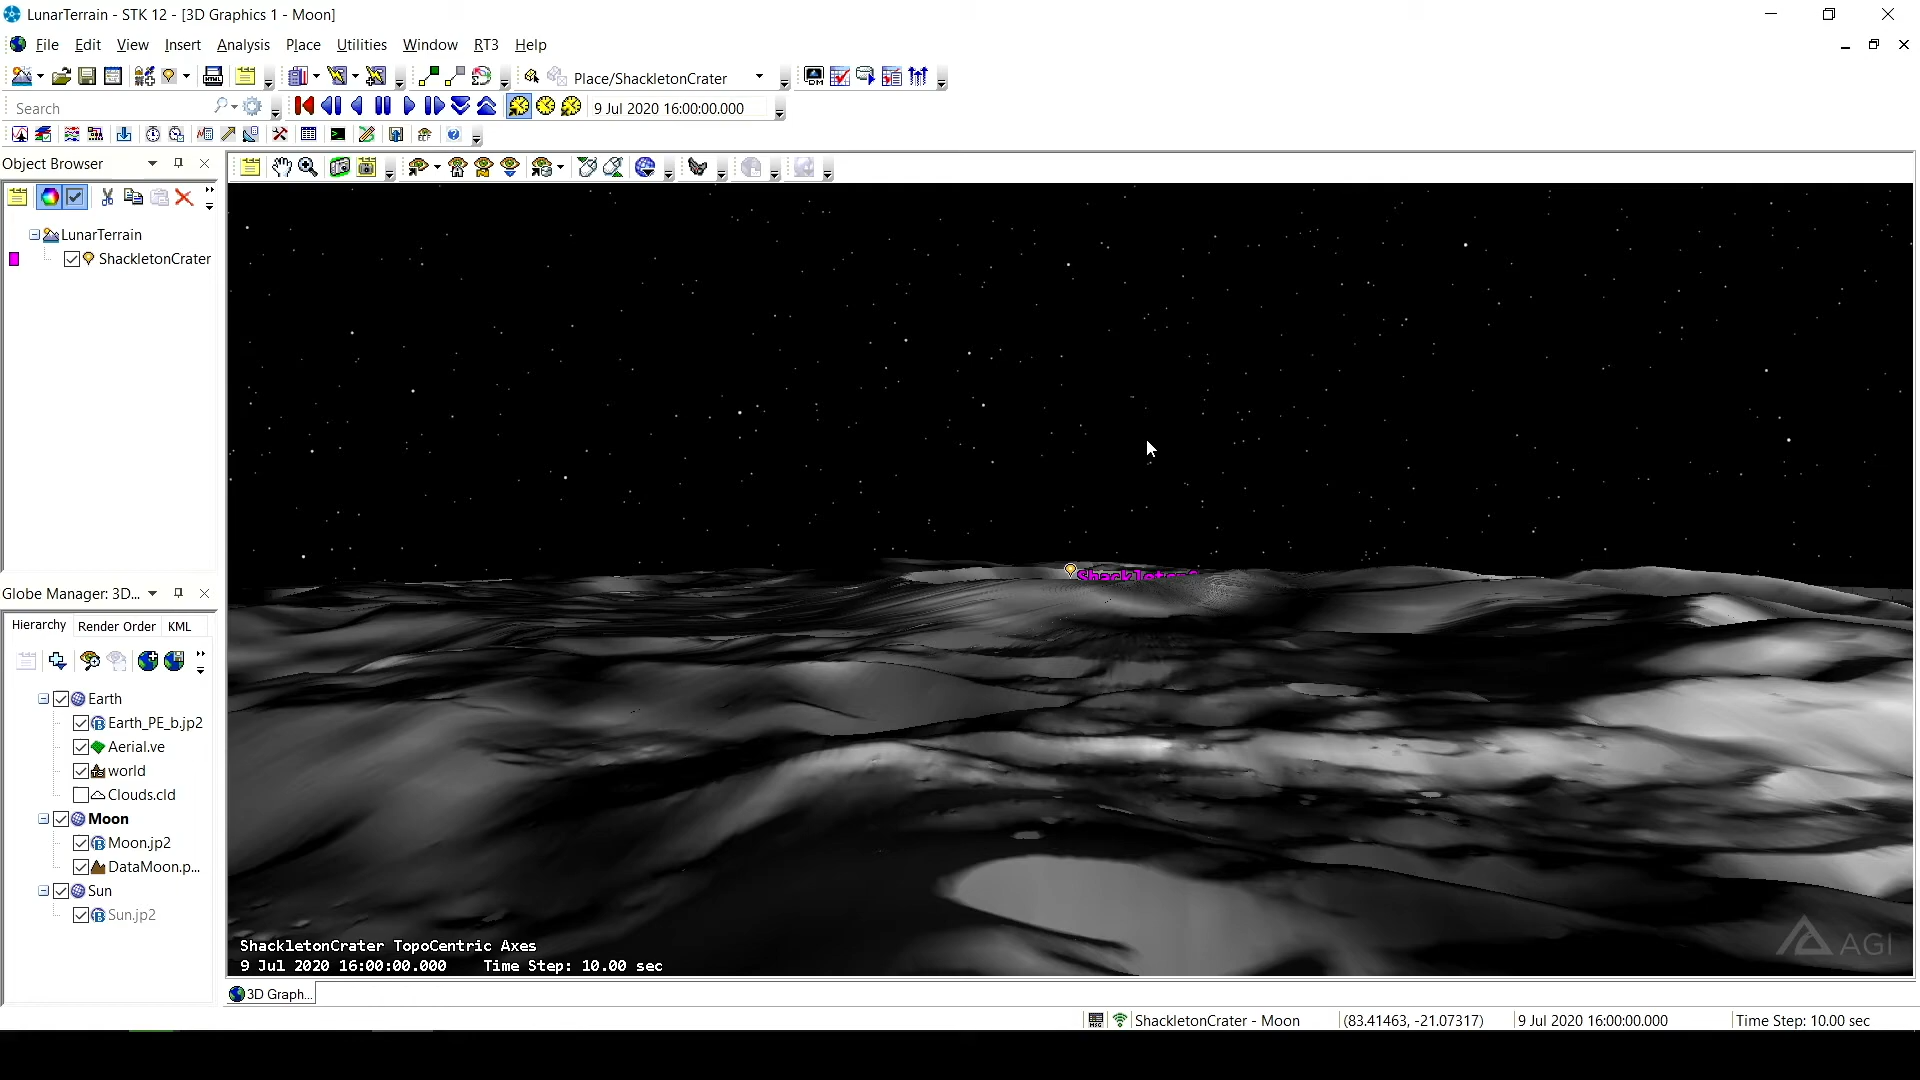 LunarTerrain - STK 12 - [3D Graphics 1 - Moon]
File Edit View Insert Analysis Place Utilities Window RT3 Help
Place/ShackletonCrater
Search
9 Jul 2020 16:00:00.000
Object Browser
LunarTerrain
ShackletonCrater
Globe Manager: 3D...
Hierarchy Render Order KML
Earth
Earth_PE_b.jp2
Aerial.ve
world
Clouds.cld
Moon
Moon.jp2
DataMoon.p...
Sun
Sun.jp2
ShackletonCrater TopoCentric Axes
9 Jul 2020 16:00:00.000 Time Step: 10.00 sec
AGI
3D Graph...
ShackletonCrater - Moon (83.41463, -21.07317) 9 Jul 2020 16:00:00.000 Time Step: 10.00 sec